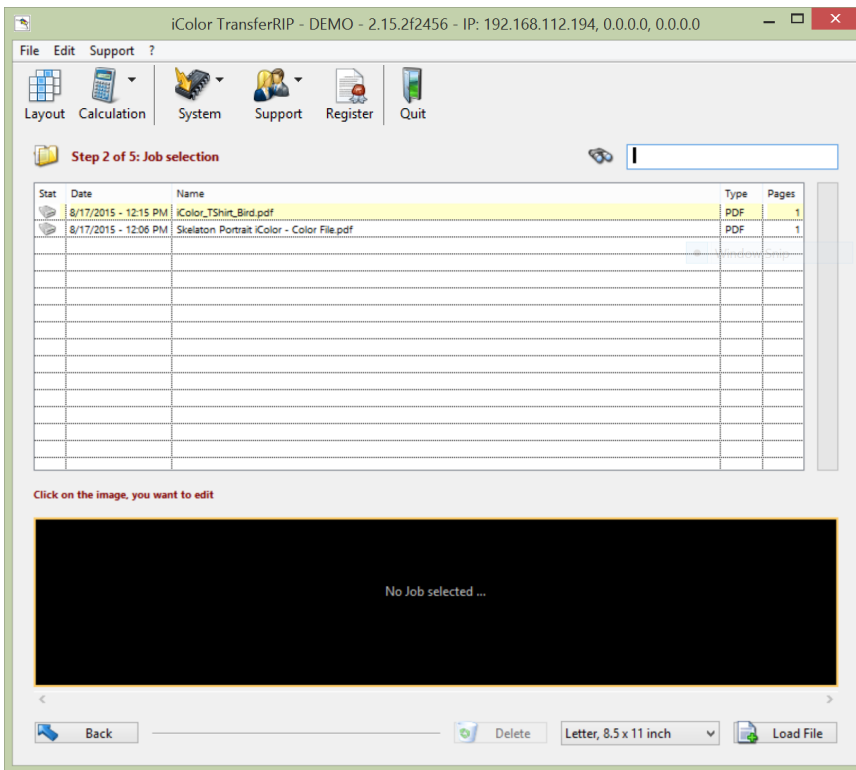 iColor TransferRIP - DEMO - 2.15.2f2456 - IP: 192.168.112.194, 0.0.0.0, 0.0.0.0
File Edit Support ?
Layout Calculation System Support Register Quit
Step 2 of 5: Job selection
Stat Date Name Type Pages
8/17/2015 - 12:15 PM iColor_TShirt_Bird.pdf PDF 1
8/17/2015 - 12:06 PM Skelaton Portrait iColor - Color File.pdf PDF 1
Window Snip
Click on the image, you want to edit
No Job selected ...
Back Delete Letter, 8.5 x 11 inch Load File